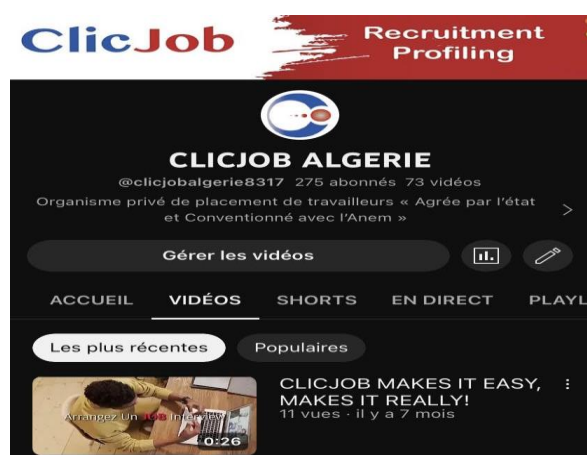 ClicJob
Recruitment
Profiling
CLICJOB ALGERIE
@clicjobalgerie8317 275 abonnés 73 vidéos
Organisme privé de placement de travailleurs « Agrée par l'état
et Conventionné avec l'Anem »
Gérer les vidéos
ACCUEIL VIDÉOS SHORTS EN DIRECT PLAYL
Les plus récentes Populaires
CLICJOB MAKES IT EASY,
MAKES IT REALLY!
11 vues · il y a 7 mois
Arrangez Un JOB Interview
0:26